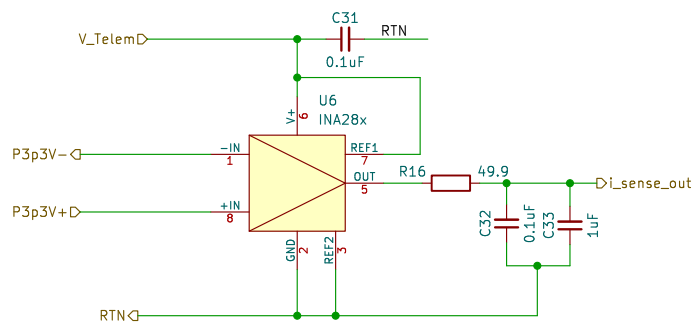 C31
V_Telem
RTN
0.1uF
U6
INA28x
V+
6
P3p3V-
-IN
1
REF1
7
OUT
5
R16
49.9
i_sense_out
P3p3V+
+IN
8
C32
0.1uF
C33
1uF
GND
2
REF2
3
RTN